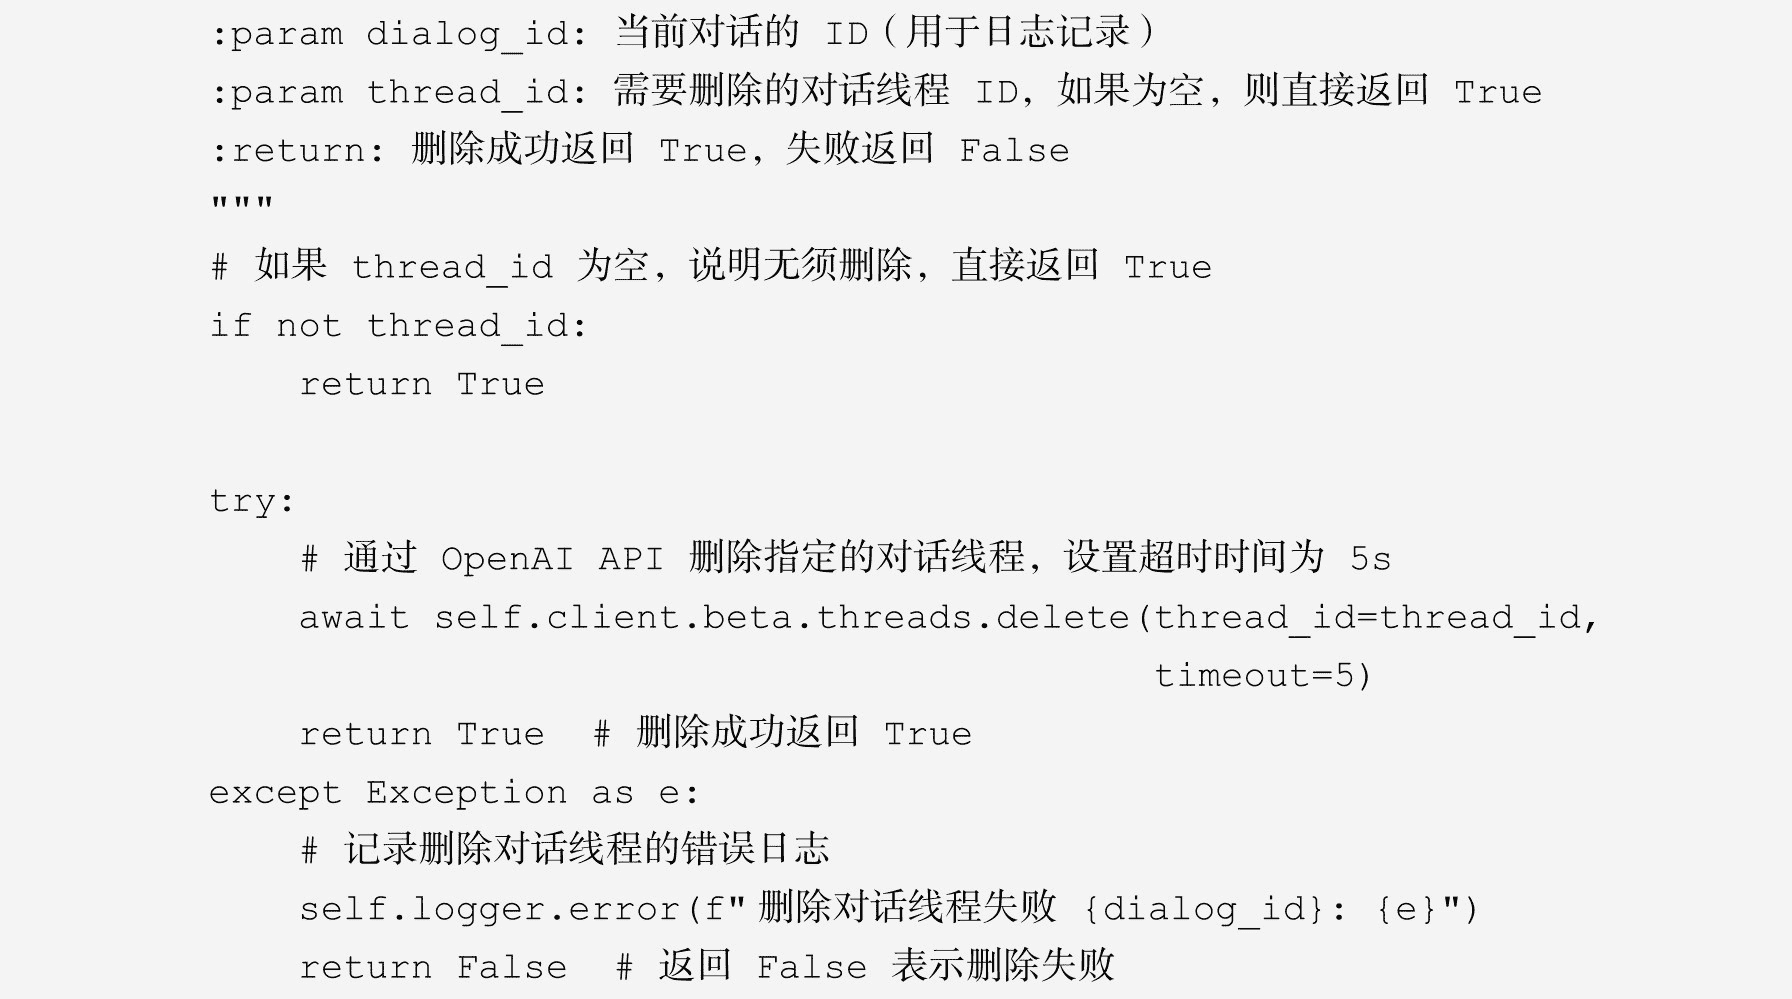 :param dialog_id: 当前对话的 ID（用于日志记录）
:param thread_id: 需要删除的对话线程 ID，如果为空，则直接返回 True
:return: 删除成功返回 True，失败返回 False
"""
# 如果 thread_id 为空，说明无须删除，直接返回 True
if not thread_id:
    return True

try:
    # 通过 OpenAI API 删除指定的对话线程，设置超时时间为 5s
    await self.client.beta.threads.delete(thread_id=thread_id,
                                          timeout=5)
    return True  # 删除成功返回 True
except Exception as e:
    # 记录删除对话线程的错误日志
    self.logger.error(f"删除对话线程失败 {dialog_id}: {e}")
    return False  # 返回 False 表示删除失败